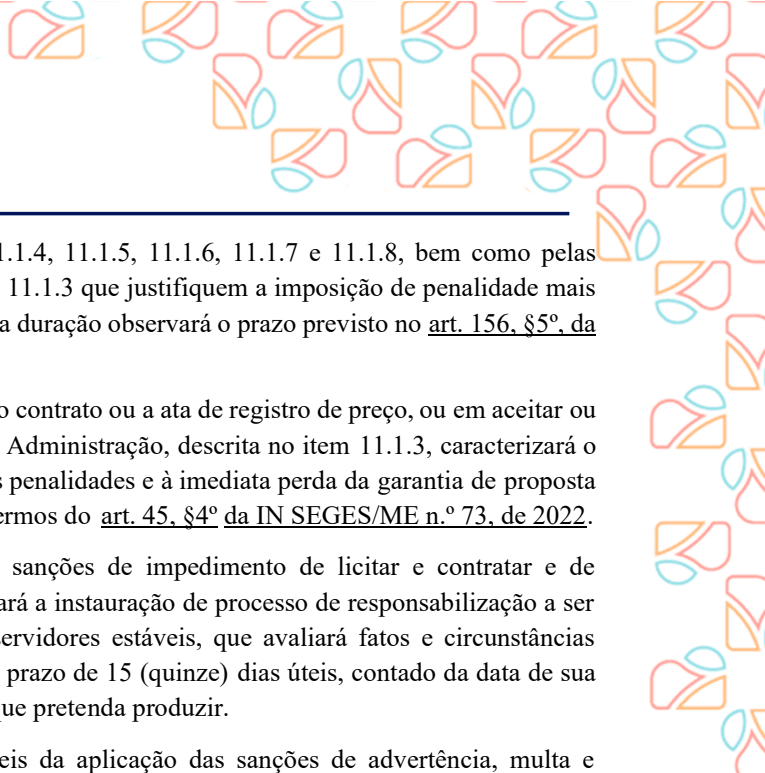 1.1.4, 11.1.5, 11.1.6, 11.1.7 e 11.1.8, bem como pelas
11.1.3 que justifiquem a imposição de penalidade mais
a duração observará o prazo previsto no art. 156, §5º, da
o contrato ou a ata de registro de preço, ou em aceitar ou
Administração, descrita no item 11.1.3, caracterizará o
s penalidades e à imediata perda da garantia de proposta
ermos do art. 45, §4º da IN SEGES/ME n.º 73, de 2022.
sanções de impedimento de licitar e contratar e de
ará a instauração de processo de responsabilização a ser
servidores estáveis, que avaliará fatos e circunstâncias
prazo de 15 (quinze) dias úteis, contado da data de sua
que pretenda produzir.
eis da aplicação das sanções de advertência, multa e